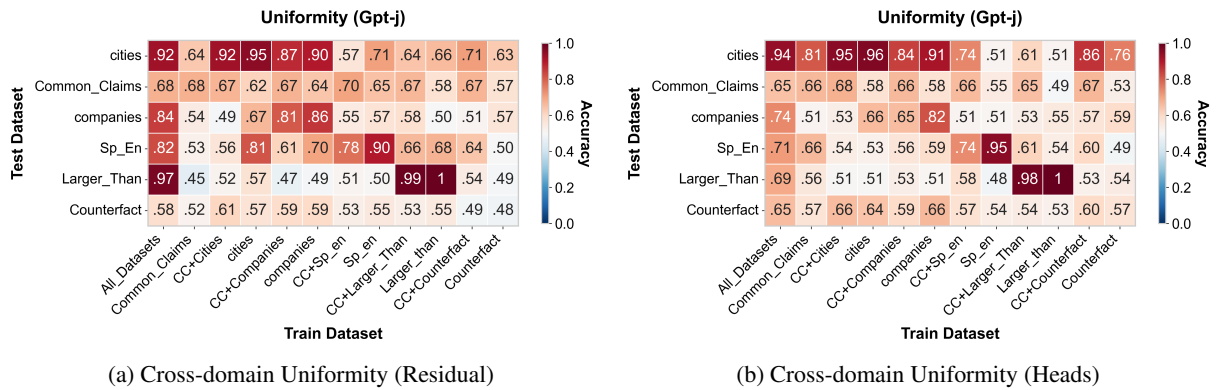 Uniformity (Gpt-j)
Test Dataset
cities .92 .64 .92 .95 .87 .90 .57 .71 .64 .66 .71 .63
Common_Claims .68 .68 .67 .62 .67 .64 .70 .65 .67 .58 .67 .57
companies .84 .54 .49 .67 .81 .86 .55 .57 .58 .50 .51 .57
Sp_En .82 .53 .56 .81 .61 .70 .78 .90 .66 .68 .64 .50
Larger_Than .97 .45 .52 .57 .47 .49 .51 .50 .99 1 .54 .49
Counterfact .58 .52 .61 .57 .59 .59 .53 .55 .53 .55 .49 .48
All_Datasets
Common_Claims
CC+Cities
cities
CC+Companies
companies
CC+Sp_en
Sp_en
CC+Larger_Than
Larger_than
CC+Counterfact
Counterfact
Train Dataset
1.0
0.8
0.6
0.4
0.2
0.0
Accuracy
(a) Cross-domain Uniformity (Residual)
Uniformity (Gpt-j)
Test Dataset
cities .94 .81 .95 .96 .84 .91 .74 .51 .61 .51 .86 .76
Common_Claims .65 .66 .68 .58 .66 .58 .66 .55 .65 .49 .67 .53
companies .74 .51 .53 .66 .65 .82 .51 .55 .53 .58 .57 .59
Sp_En .71 .66 .54 .53 .56 .59 .74 .95 .61 .54 .60 .49
Larger_Than .69 .56 .51 .51 .53 .51 .58 .48 .98 1 .53 .54
Counterfact .65 .57 .66 .64 .59 .66 .57 .54 .54 .53 .60 .57
All_Datasets
Common_Claims
CC+Cities
cities
CC+Companies
companies
CC+Sp_en
Sp_en
CC+Larger_Than
Larger_than
CC+Counterfact
Counterfact
Train Dataset
1.0
0.8
0.6
0.4
0.2
0.0
Accuracy
(b) Cross-domain Uniformity (Heads)